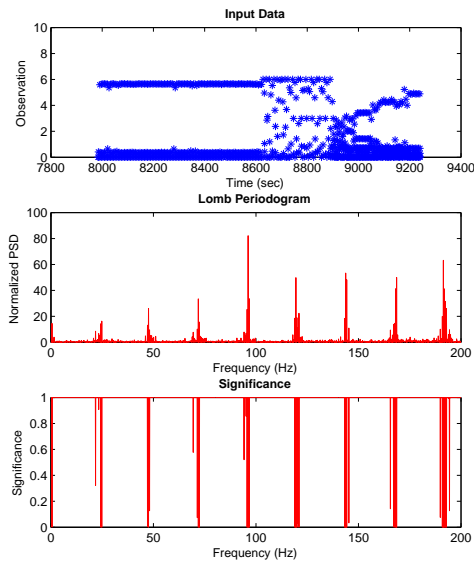 Input Data
Observation
10
8
6
4
2
0
7800 8000 8200 8400 8600 8800 9000 9200 9400
Time (sec)
Lomb Periodogram
Normalized PSD
100
80
60
40
20
0
0 50 100 150 200
Frequency (Hz)
Significance
Significance
1
0.8
0.6
0.4
0.2
0
0 50 100 150 200
Frequency (Hz)